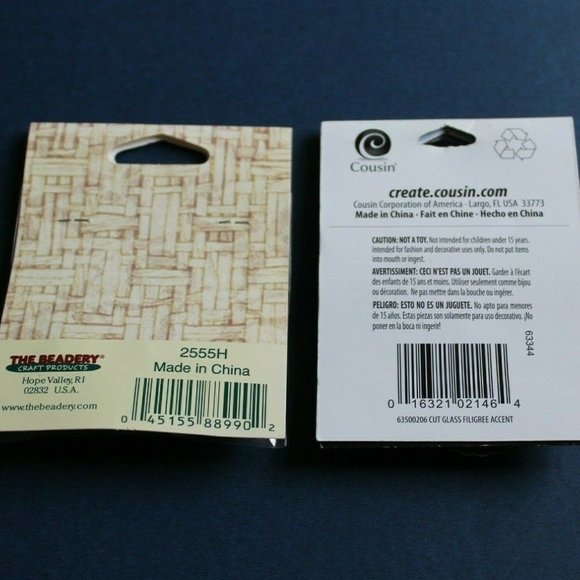 2555H
Made in China
THE BEADERY®
CRAFT PRODUCTS
Hope Valley, RI
02832 U.S.A.
www.thebeadery.com
0 45155 88990 2
Cousin®
create.cousin.com
Cousin Corporation of America · Largo, FL USA 33773
Made in China · Fait en Chine · Hecho en China
CAUTION: NOT A TOY. Not intended for children under 15 years.
Intended for fashion and decorative uses only. Do not put items
into mouth or ingest.
AVERTISSEMENT: CECI N'EST PAS UN JOUET. Garder à l'écart
des enfants de 15 ans et moins. Utiliser seulement comme bijou
ou décoration. Ne pas mettre dans la bouche ou ingérer.
PELIGRO: ESTO NO ES UN JUGUETE. No apto para menores
de 15 años. Estas piezas son solamente para uso decorativo. ¡No
poner en la boca ni ingerir!
63344
0 16321 02146 4
63500206 CUT GLASS FILIGREE ACCENT